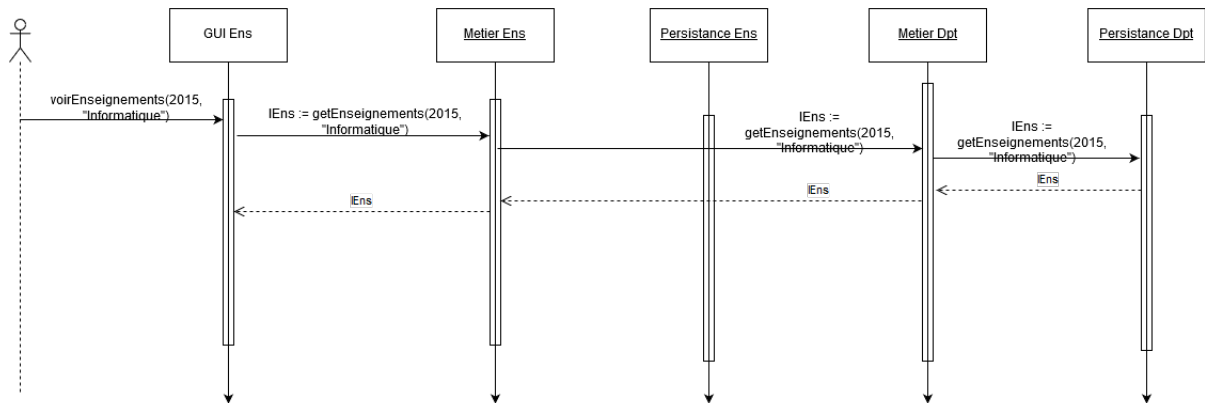 GUI Ens
Metier Ens
Persistance Ens
Metier Dpt
Persistance Dpt
voirEnseignements(2015,
"Informatique")
lEns := getEnseignements(2015,
"Informatique")
lEns :=
getEnseignements(2015,
"Informatique")
lEns :=
getEnseignements(2015,
"Informatique")
lEns
lEns
lEns